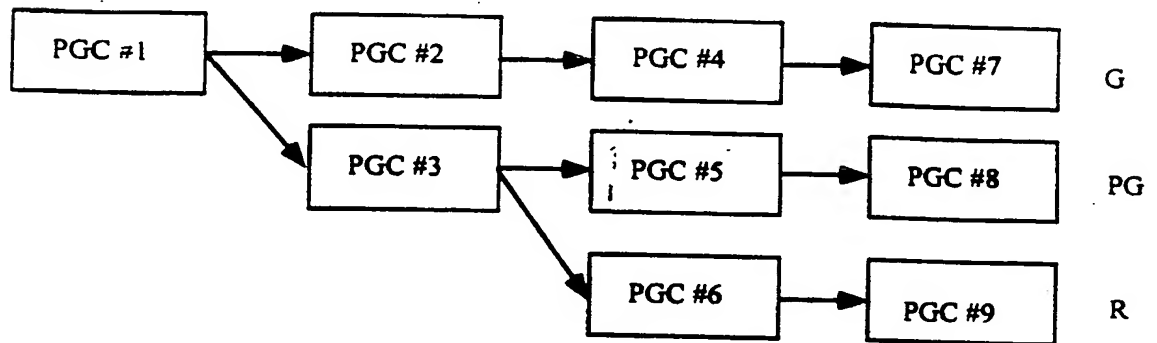 PGC #1 PGC #2 PGC #4 PGC #7 G
PGC #3 PGC #5 PGC #8 PG
PGC #6 PGC #9 R